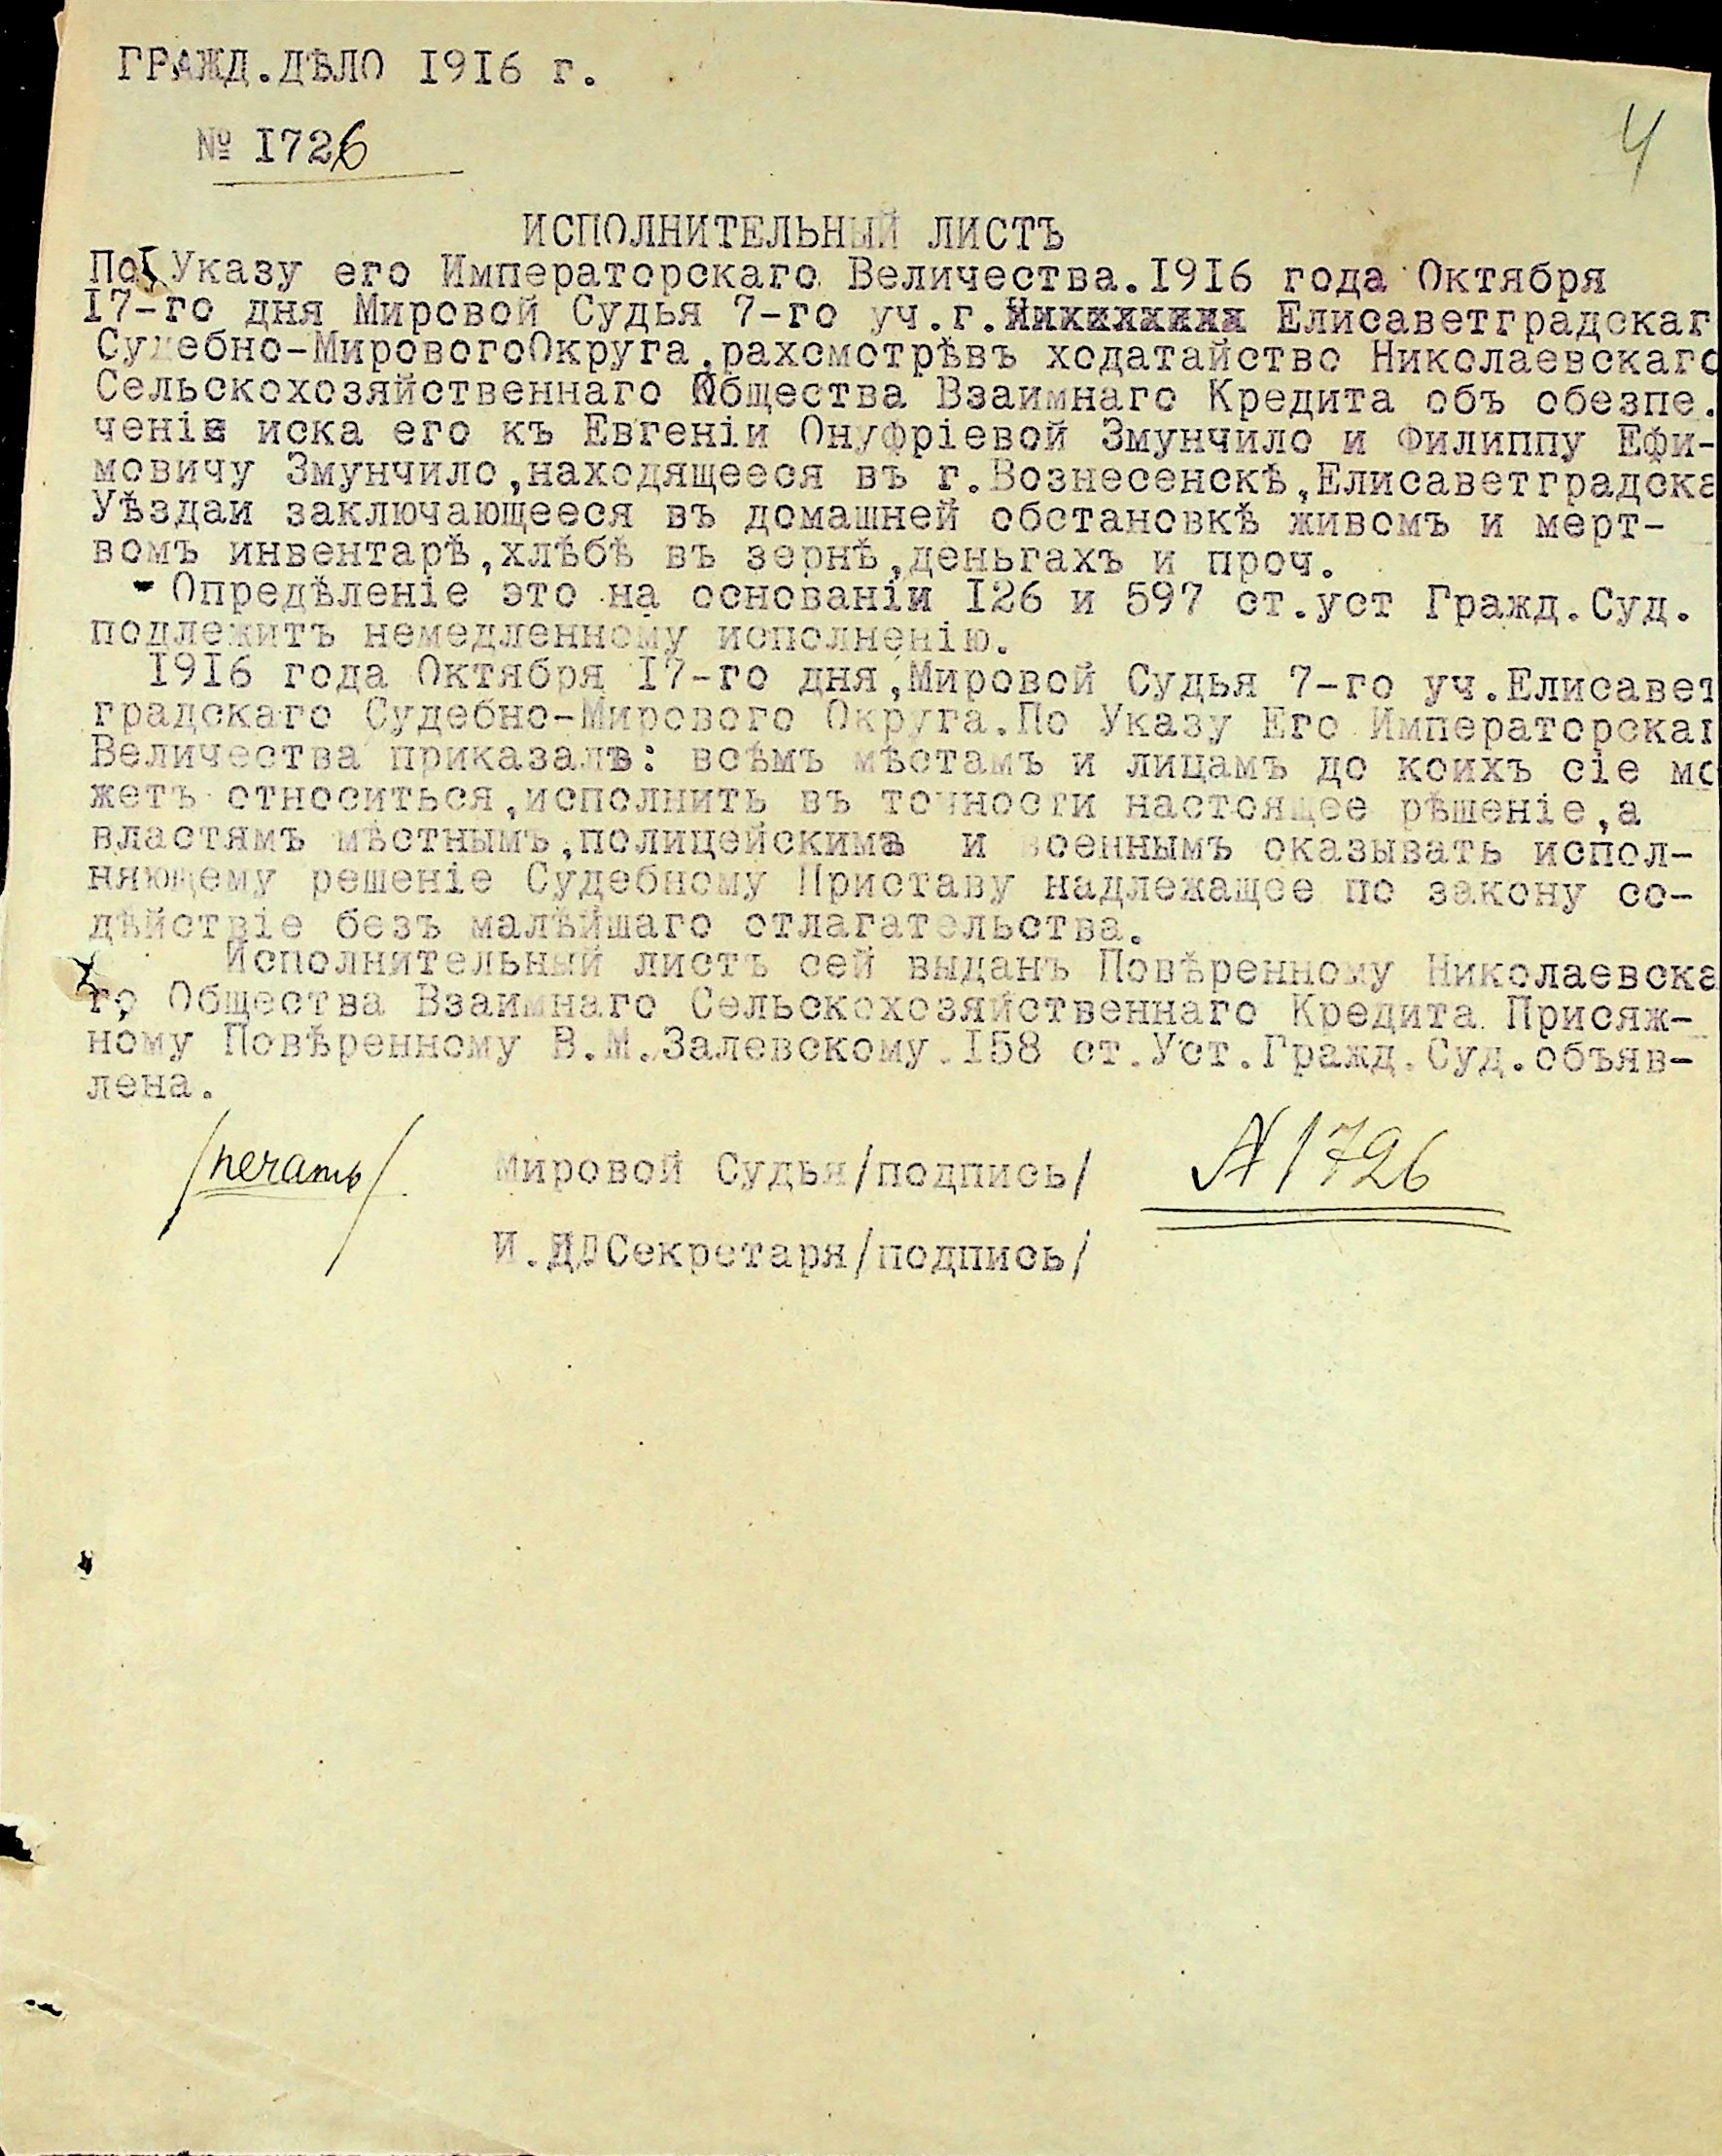 ГРАЖД.ДѢЛО 1916 г.
№ 1726
4
ИСПОЛНИТЕЛЬНЫЙ ЛИСТЪ
По Указу его Императорскаго Величества.1916 года Октября
17-го дня Мировой Судья 7-го уч.г. Елисаветградскаг
Судебно-МировогоОкруга.рахсмотрѣвъ ходатайство Николаевскаго
Сельскохозяйственнаго Общества Взаимнаго Кредита объ обезпе.
ченіи иска его къ Евгеніи Онуфріевой Змунчило и Филиппу Ефи-
мовичу Змунчило,находящееся въ г.Вознесенскѣ,Елисаветградска
Уѣздаи заключающееся въ домашней обстановкѣ живомъ и мерт-
вомъ инвентарѣ,хлѣбѣ въ зернѣ,деньгахъ и проч.
Опредѣленіе это на основаніи 126 и 597 ст.уст Гражд.Суд.
подлежитъ немедленному исполненію.
1916 года Октября 17-го дня,Мировой Судья 7-го уч.Елисавет
градскаго Судебно-Мирового Округа.По Указу Его Императорскаг
Величества приказалъ: всѣмъ мѣстамъ и лицамъ до коихъ сіе мо
жетъ относиться,исполнить въ точности настоящее рѣшеніе,а
властямъ мѣстнымъ,полицейскимъ и военнымъ оказывать испол-
няющему решеніе Судебному Приставу надлежащее по закону со-
дѣйствіе безъ малѣйшаго отлагательства.
Исполнительный листъ сей выданъ Повѣренному Николаевска
го Общества Взаимнаго Сельскохозяйственнаго Кредита Присяж-
ному Повѣренному В.М.Залевскому.158 ст.Уст.Гражд.Суд.объяв-
лена.
/печать/. Мировой Судья/подпись/ № 1726
И.Д.Секретаря/подпись/